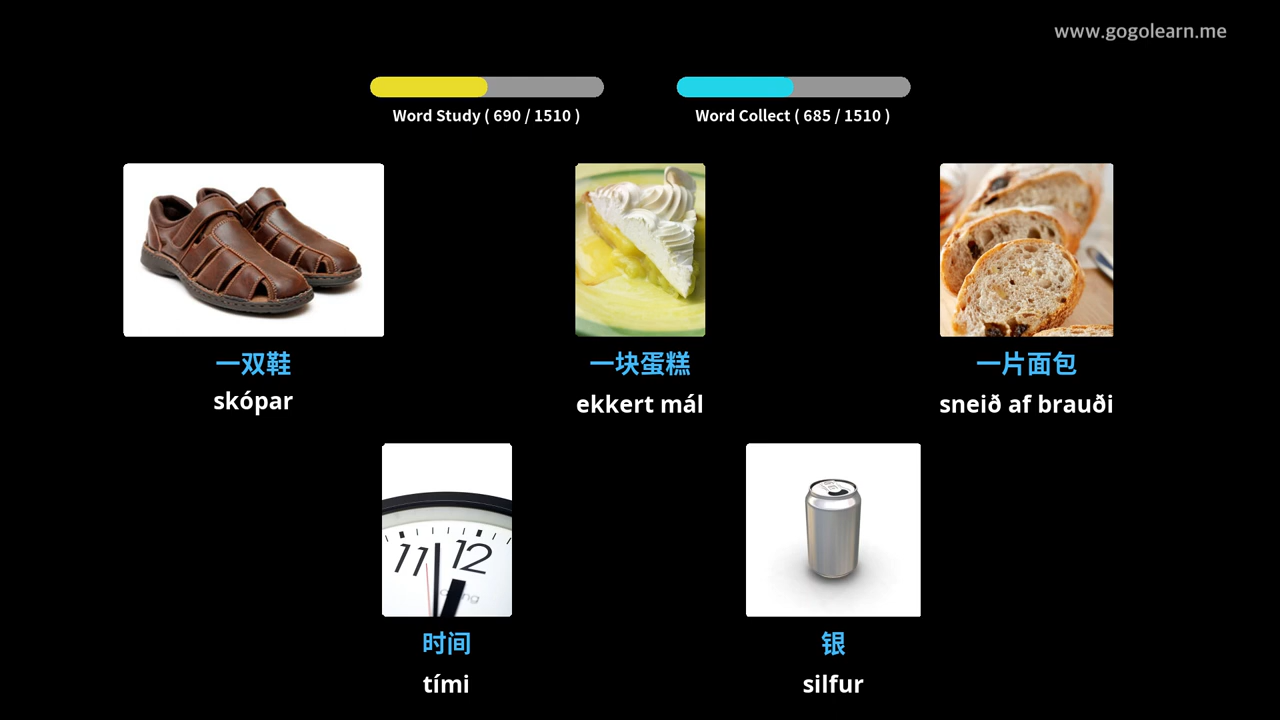 www.gogolearn.me
Word Study ( 690 / 1510 )
Word Collect ( 685 / 1510 )
一双鞋
一块蛋糕
一片面包
skópar
ekkert mál
sneið af brauði
11 12
时间
银
tími
silfur